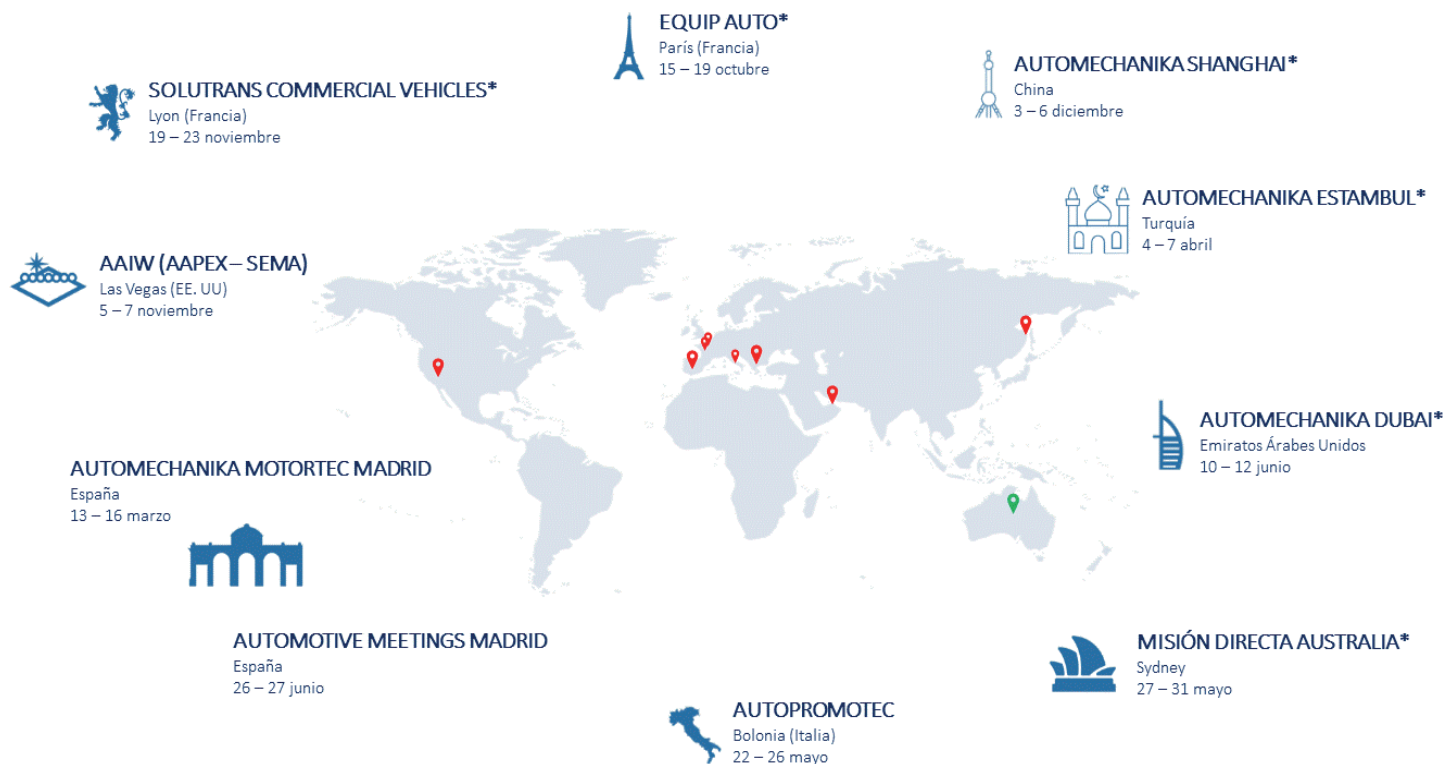 EQUIP AUTO*
París (Francia)
15 – 19 octubre
AUTOMECHANIKA SHANGHAI*
China
3 – 6 diciembre
SOLUTRANS COMMERCIAL VEHICLES*
Lyon (Francia)
19 – 23 noviembre
AUTOMECHANIKA ESTAMBUL*
Turquía
4 – 7 abril
AAIW (AAPEX – SEMA)
Las Vegas (EE. UU)
5 – 7 noviembre
AUTOMECHANIKA DUBAI*
Emiratos Árabes Unidos
10 – 12 junio
AUTOMECHANIKA MOTORTEC MADRID
España
13 – 16 marzo
AUTOMOTIVE MEETINGS MADRID
España
26 – 27 junio
MISIÓN DIRECTA AUSTRALIA*
Sydney
27 – 31 mayo
AUTOPROMOTEC
Bolonia (Italia)
22 – 26 mayo